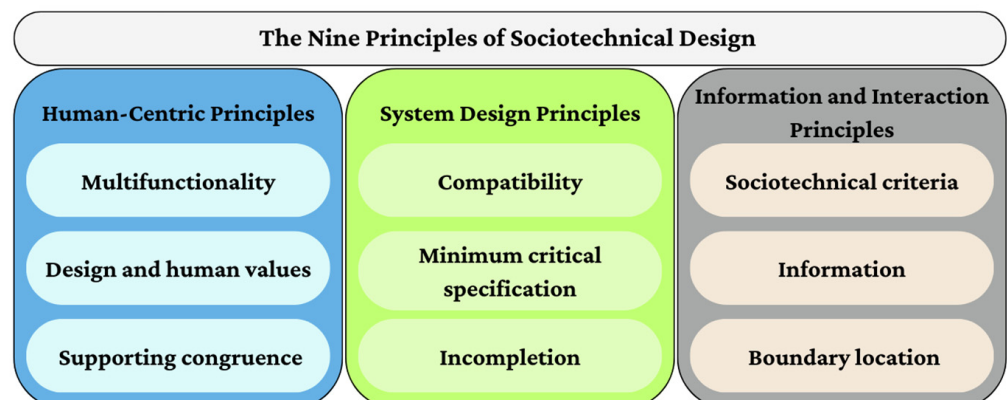 The Nine Principles of Sociotechnical Design
Human-Centric Principles
Multifunctionality
Design and human values
Supporting congruence
System Design Principles
Compatibility
Minimum critical
specification
Incompletion
Information and Interaction
Principles
Sociotechnical criteria
Information
Boundary location